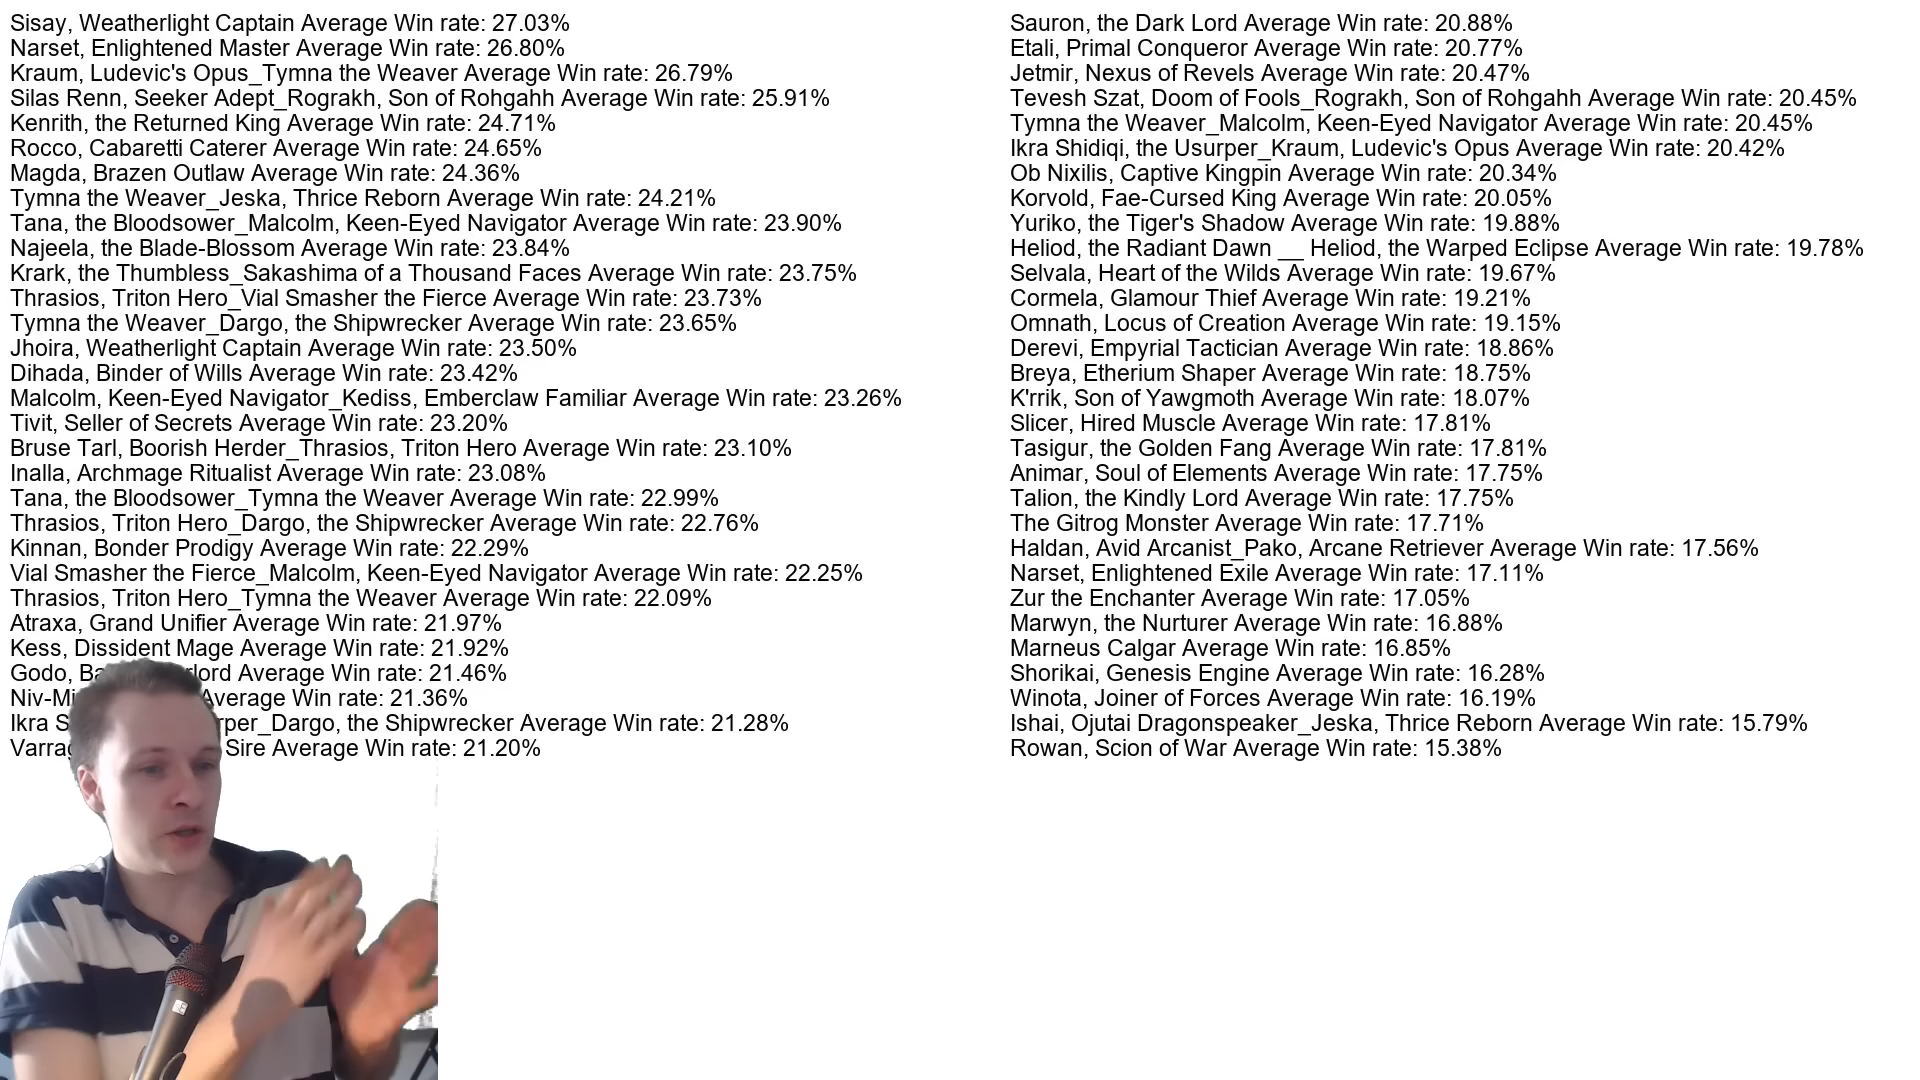 Sisay, Weatherlight Captain Average Win rate: 27.03%
Narset, Enlightened Master Average Win rate: 26.80%
Kraum, Ludevic's Opus_Tymna the Weaver Average Win rate: 26.79%
Silas Renn, Seeker Adept_Rograkh, Son of Rohgahh Average Win rate: 25.91%
Kenrith, the Returned King Average Win rate: 24.71%
Rocco, Cabaretti Caterer Average Win rate: 24.65%
Magda, Brazen Outlaw Average Win rate: 24.36%
Tymna the Weaver_Jeska, Thrice Reborn Average Win rate: 24.21%
Tana, the Bloodsower_Malcolm, Keen-Eyed Navigator Average Win rate: 23.90%
Najeela, the Blade-Blossom Average Win rate: 23.84%
Krark, the Thumbless_Sakashima of a Thousand Faces Average Win rate: 23.75%
Thrasios, Triton Hero_Vial Smasher the Fierce Average Win rate: 23.73%
Tymna the Weaver_Dargo, the Shipwrecker Average Win rate: 23.65%
Jhoira, Weatherlight Captain Average Win rate: 23.50%
Dihada, Binder of Wills Average Win rate: 23.42%
Malcolm, Keen-Eyed Navigator_Kediss, Emberclaw Familiar Average Win rate: 23.26%
Tivit, Seller of Secrets Average Win rate: 23.20%
Bruse Tarl, Boorish Herder_Thrasios, Triton Hero Average Win rate: 23.10%
Inalla, Archmage Ritualist Average Win rate: 23.08%
Tana, the Bloodsower_Tymna the Weaver Average Win rate: 22.99%
Thrasios, Triton Hero_Dargo, the Shipwrecker Average Win rate: 22.76%
Kinnan, Bonder Prodigy Average Win rate: 22.29%
Vial Smasher the Fierce_Malcolm, Keen-Eyed Navigator Average Win rate: 22.25%
Thrasios, Triton Hero_Tymna the Weaver Average Win rate: 22.09%
Atraxa, Grand Unifier Average Win rate: 21.97%
Kess, Dissident Mage Average Win rate: 21.92%
Godo, Average Win rate: 21.46%
Average Win rate: 21.36%
Ikra the Shipwrecker Average Win rate: 21.28%
Sire Average Win rate: 21.20%
Sauron, the Dark Lord Average Win rate: 20.88%
Etali, Primal Conqueror Average Win rate: 20.77%
Jetmir, Nexus of Revels Average Win rate: 20.47%
Tevesh Szat, Doom of Fools_Rograkh, Son of Rohgahh Average Win rate: 20.45%
Tymna the Weaver_Malcolm, Keen-Eyed Navigator Average Win rate: 20.45%
Ikra Shidiqi, the Usurper_Kraum, Ludevic's Opus Average Win rate: 20.42%
Ob Nixilis, Captive Kingpin Average Win rate: 20.34%
Korvold, Fae-Cursed King Average Win rate: 20.05%
Yuriko, the Tiger's Shadow Average Win rate: 19.88%
Heliod, the Radiant Dawn __ Heliod, the Warped Eclipse Average Win rate: 19.78%
Selvala, Heart of the Wilds Average Win rate: 19.67%
Cormela, Glamour Thief Average Win rate: 19.21%
Omnath, Locus of Creation Average Win rate: 19.15%
Derevi, Empyrial Tactician Average Win rate: 18.86%
Breya, Etherium Shaper Average Win rate: 18.75%
K'rrik, Son of Yawgmoth Average Win rate: 18.07%
Slicer, Hired Muscle Average Win rate: 17.81%
Tasigur, the Golden Fang Average Win rate: 17.81%
Animar, Soul of Elements Average Win rate: 17.75%
Talion, the Kindly Lord Average Win rate: 17.75%
The Gitrog Monster Average Win rate: 17.71%
Haldan, Avid Arcanist_Pako, Arcane Retriever Average Win rate: 17.56%
Narset, Enlightened Exile Average Win rate: 17.11%
Zur the Enchanter Average Win rate: 17.05%
Marwyn, the Nurturer Average Win rate: 16.88%
Marneus Calgar Average Win rate: 16.85%
Shorikai, Genesis Engine Average Win rate: 16.28%
Winota, Joiner of Forces Average Win rate: 16.19%
Ishai, Ojutai Dragonspeaker_Jeska, Thrice Reborn Average Win rate: 15.79%
Rowan, Scion of War Average Win rate: 15.38%